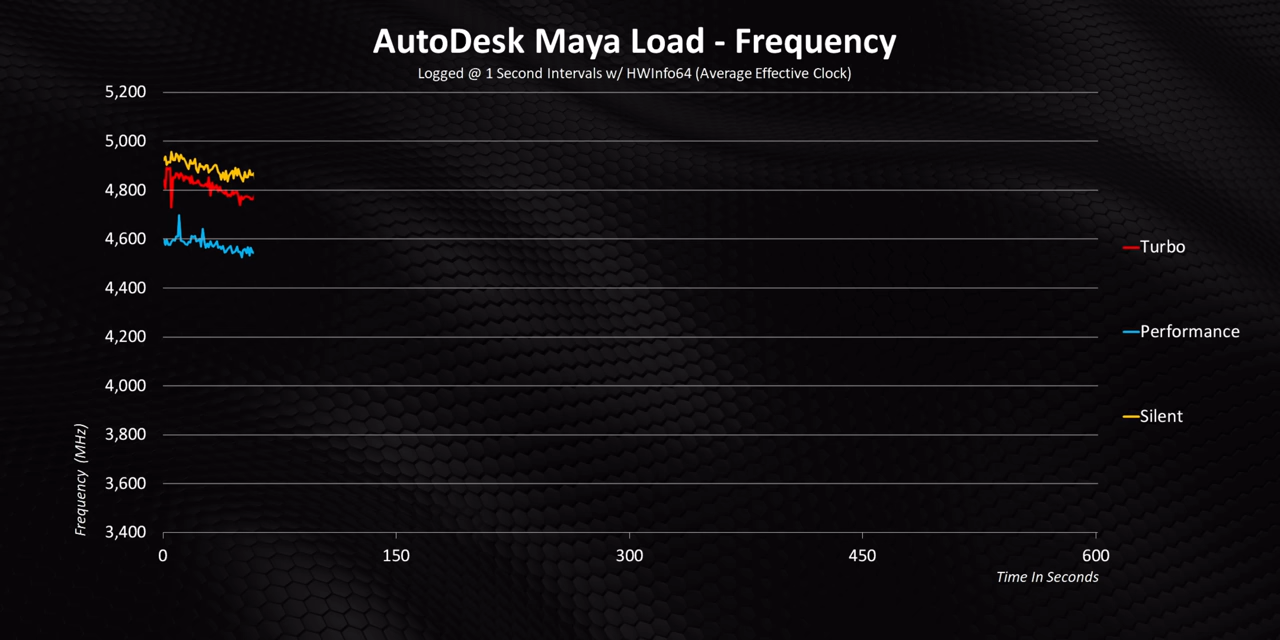 AutoDesk Maya Load - Frequency
Logged @ 1 Second Intervals w/ HWInfo64 (Average Effective Clock)
5,200
5,000
4,800
4,600
4,400
4,200
4,000
3,800
3,600
3,400
Frequency (MHz)
0 150 300 450 600
Time In Seconds
Turbo
Performance
Silent